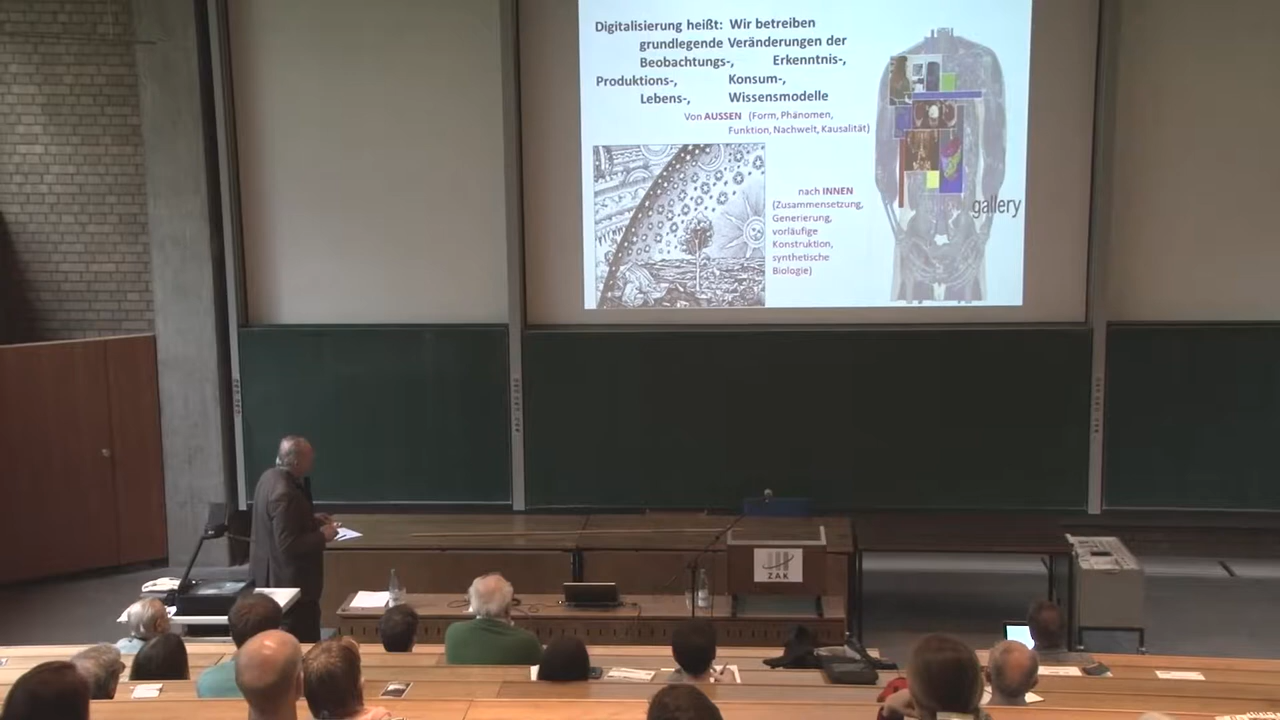 Digitalisierung heißt: Wir betreiben
grundlegende Veränderungen der
Beobachtungs-, Erkenntnis-,
Produktions-, Konsum-,
Lebens-, Wissensmodelle
Von AUSSEN (Form, Phänomen,
Funktion, Nachwelt, Kausalität)
nach INNEN
(Zusammensetzung,
Generierung,
vorläufige
Konstruktion,
synthetische
Biologie)
gallery
ZAK